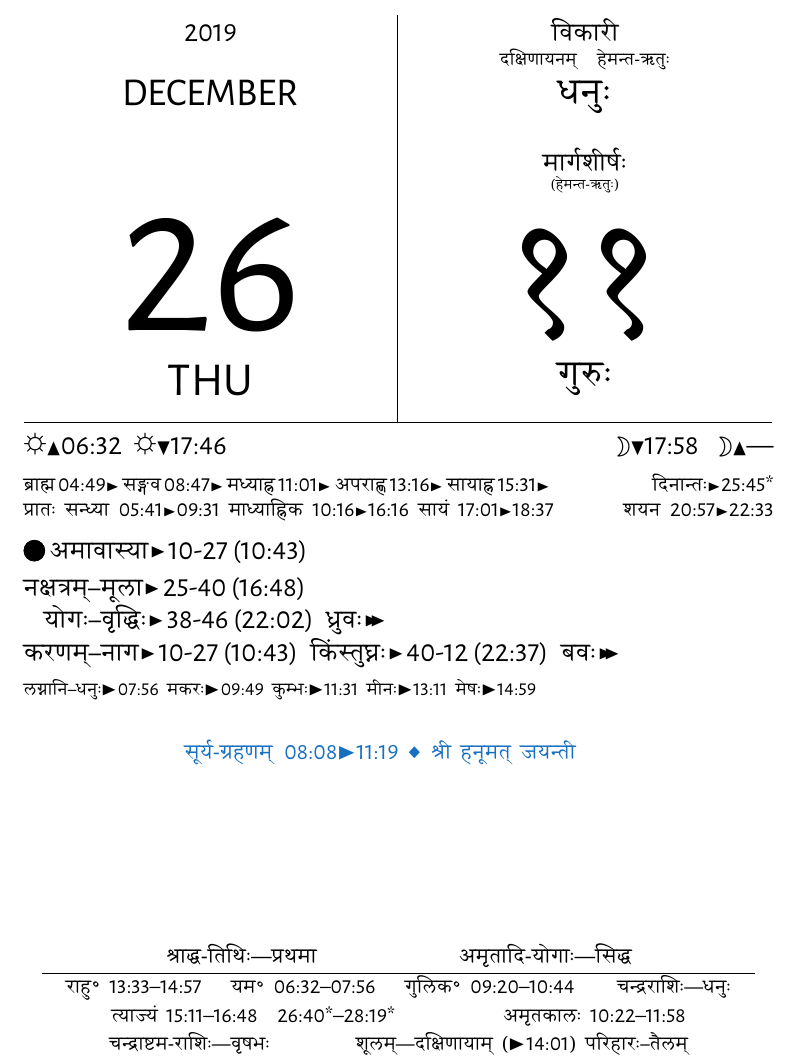 2019
DECEMBER
26
THU
विकारी
दक्षिणायनम् हेमन्त-ऋतुः
धनुः
मार्गशीर्षः
(हेमन्त-ऋतुः)
११
गुरुः
☼▲06:32 ☼▼17:46 ☽▼17:58 ☽▲—
ब्राह्म 04:49► सङ्गव 08:47► मध्याह्न 11:01► अपराह्ण 13:16► सायाह्न 15:31► दिनान्तः►25:45*
प्रातः सन्ध्या 05:41►09:31 माध्याह्निक 10:16►16:16 सायं 17:01►18:37 शयन 20:57►22:33
●अमावास्या►10-27 (10:43)
नक्षत्रम्–मूला►25-40 (16:48)
योगः–वृद्धिः►38-46 (22:02) ध्रुवः►►
करणम्–नाग►10-27 (10:43) किंस्तुघ्नः►40-12 (22:37) बवः►►
लग्नानि–धनुः►07:56 मकरः►09:49 कुम्भः►11:31 मीनः►13:11 मेषः►14:59
सूर्य-ग्रहणम् 08:08►11:19 ◆ श्री हनूमत् जयन्ती
श्राद्ध-तिथिः—प्रथमा अमृतादि-योगाः—सिद्ध
राहु॰ 13:33–14:57 यम॰ 06:32–07:56 गुलिक॰ 09:20–10:44 चन्द्रराशिः—धनुः
त्याज्यं 15:11–16:48 26:40*–28:19* अमृतकालः 10:22–11:58
चन्द्राष्टम-राशिः—वृषभः शूलम्—दक्षिणायाम् (►14:01) परिहारः–तैलम्